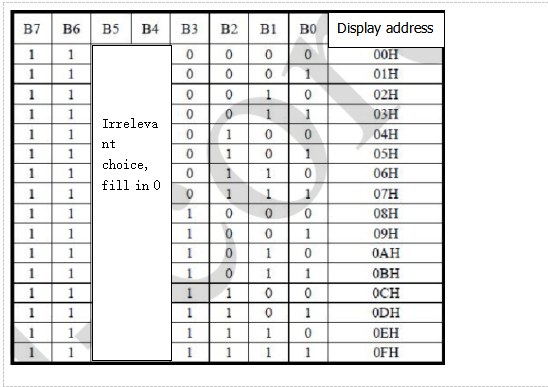 B7 B6 B5 B4 B3 B2 B1 B0 Display address
1 1 0 0 0 0 00H
1 1 0 0 0 1 01H
1 1 0 0 1 0 02H
1 1 0 0 1 1 03H
1 1 0 1 0 0 04H
1 1 0 1 0 1 05H
1 1 0 1 1 0 06H
1 1 0 1 1 1 07H
1 1 1 0 0 0 08H
1 1 1 0 0 1 09H
1 1 1 0 1 0 0AH
1 1 1 0 1 1 0BH
1 1 1 1 0 0 0CH
1 1 1 1 0 1 0DH
1 1 1 1 1 0 0EH
1 1 1 1 1 1 0FH
Irreleva
nt
choice,
fill in 0